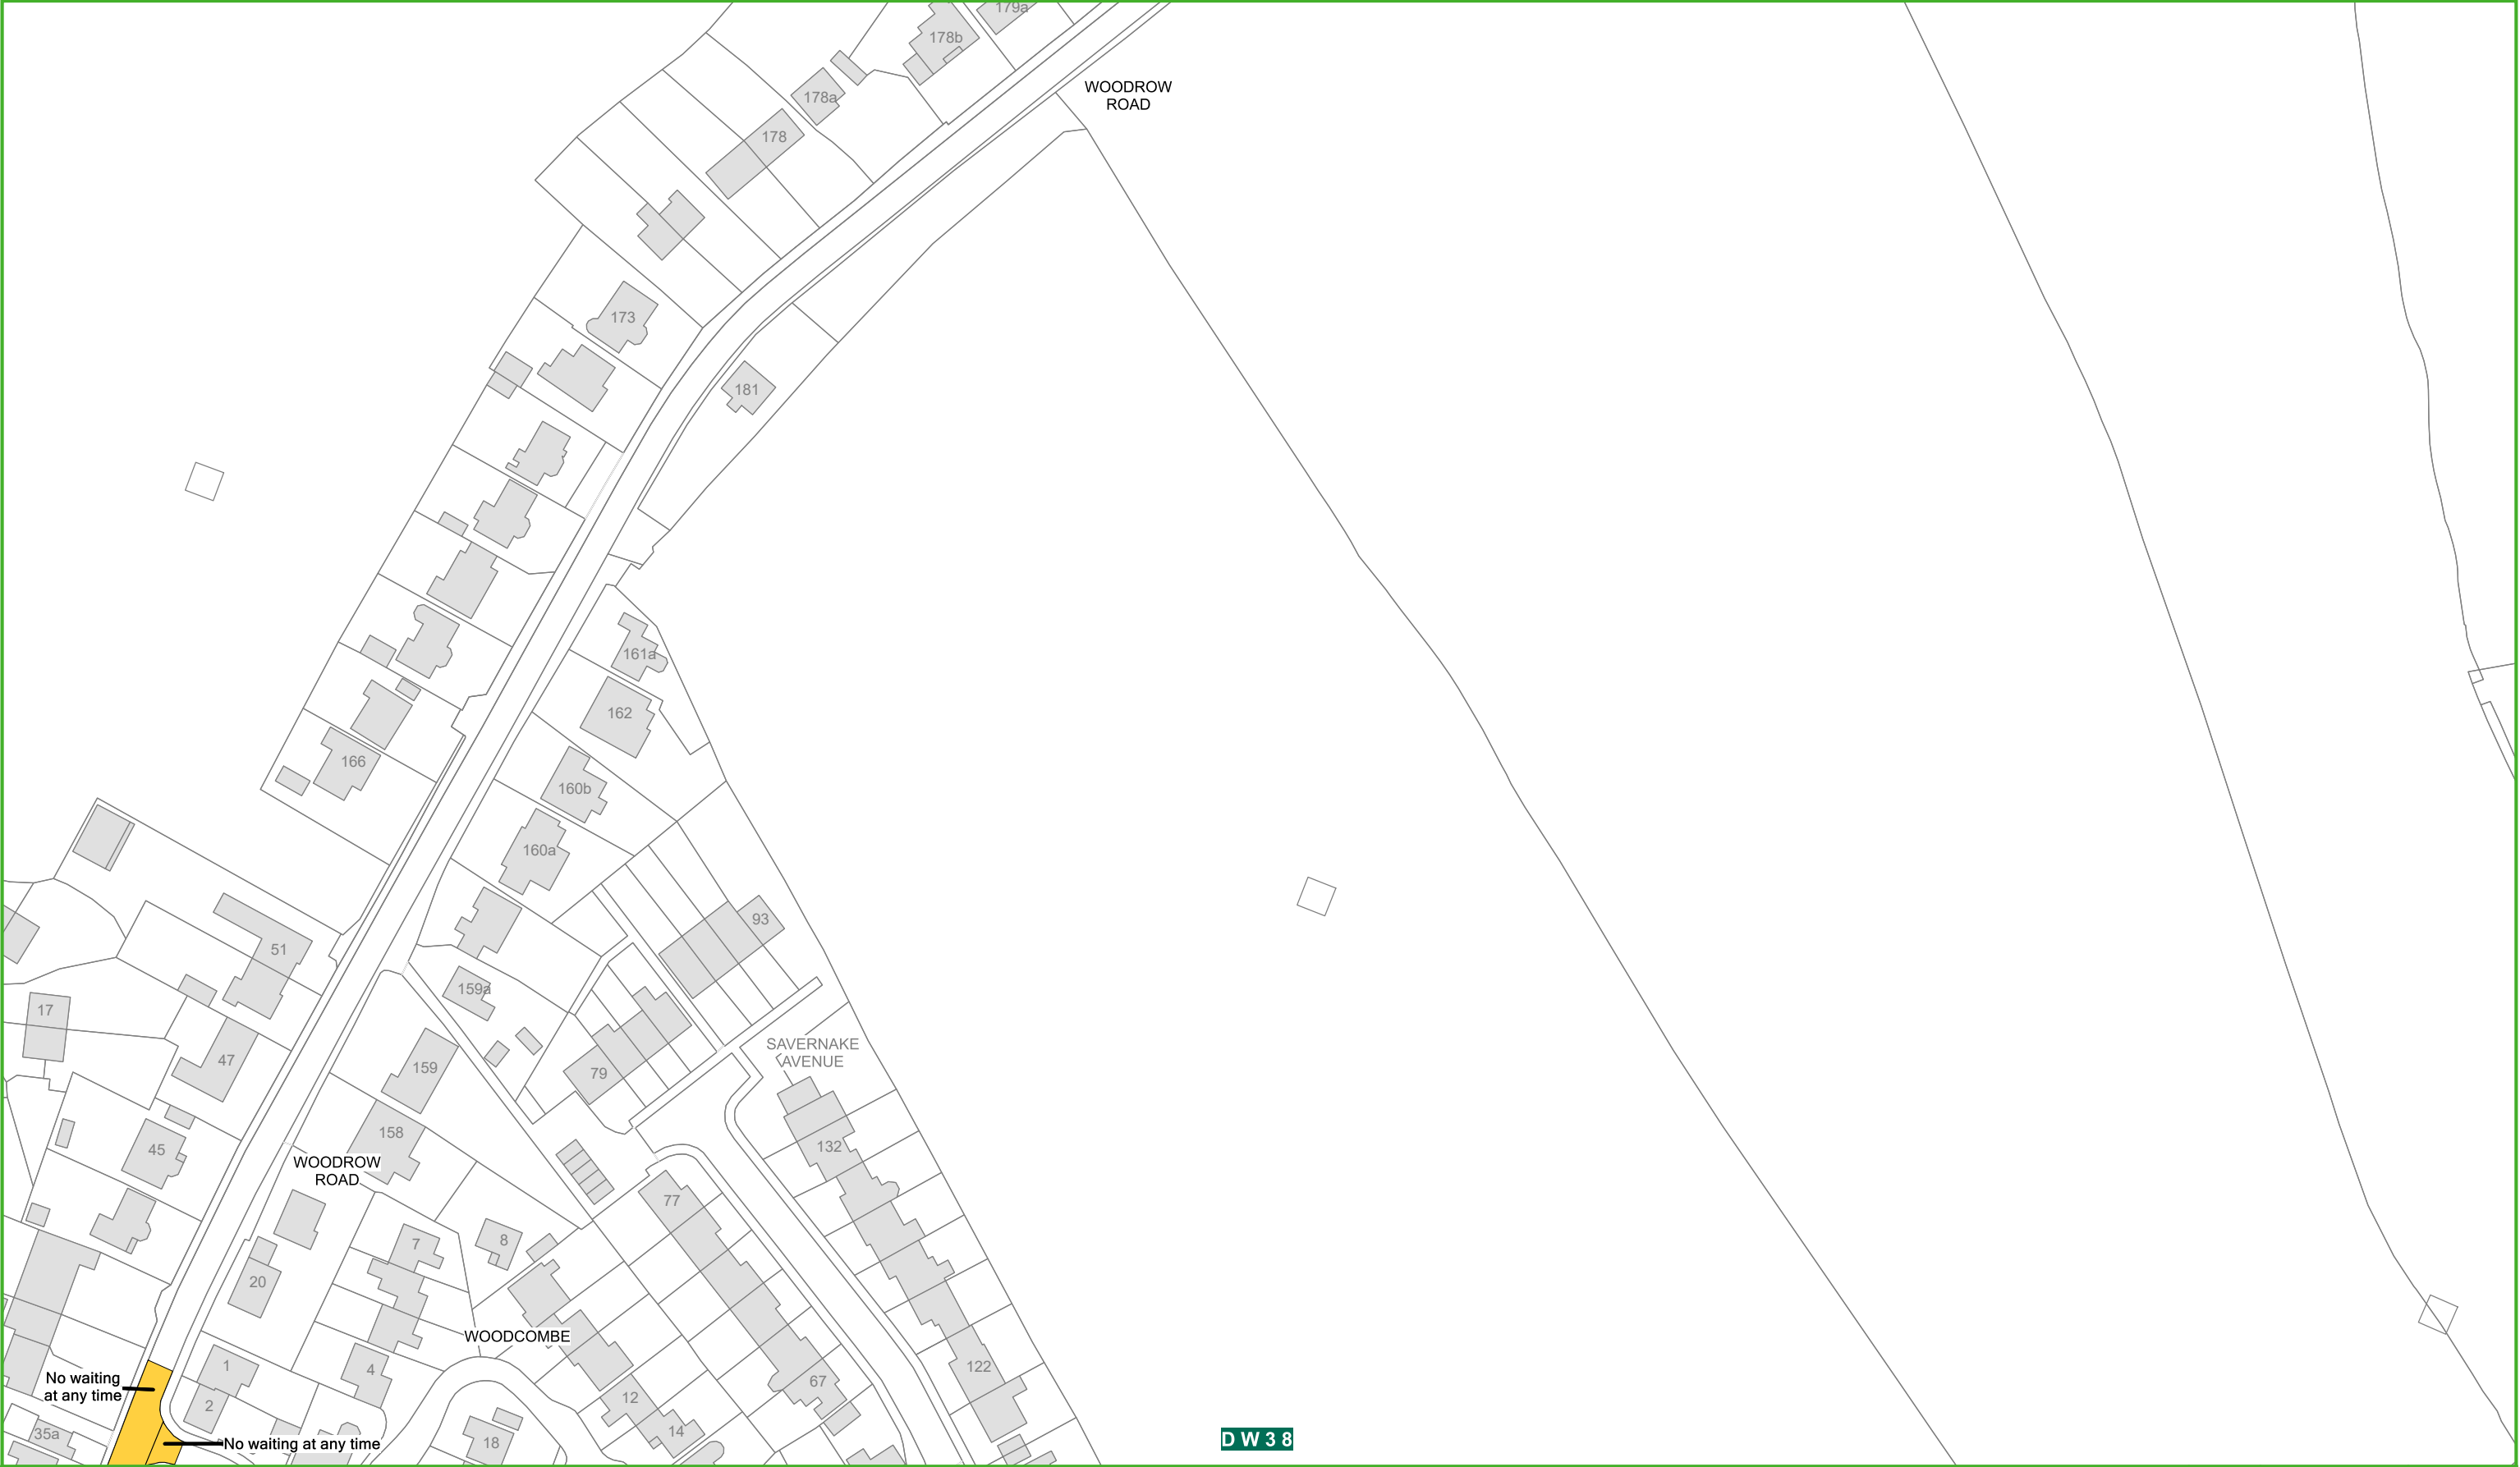 179a
178b
WOODROW
ROAD
178a
178
173
181
161a
162
166
160b
160a
93
51
159a
17
SAVERNAKE
AVENUE
47
159
79
158
132
45
WOODROW
ROAD
77
7
8
20
WOODCOMBE
1
4
122
No waiting
at any time
67
2
12
35a
14
18
No waiting at any time
DW38